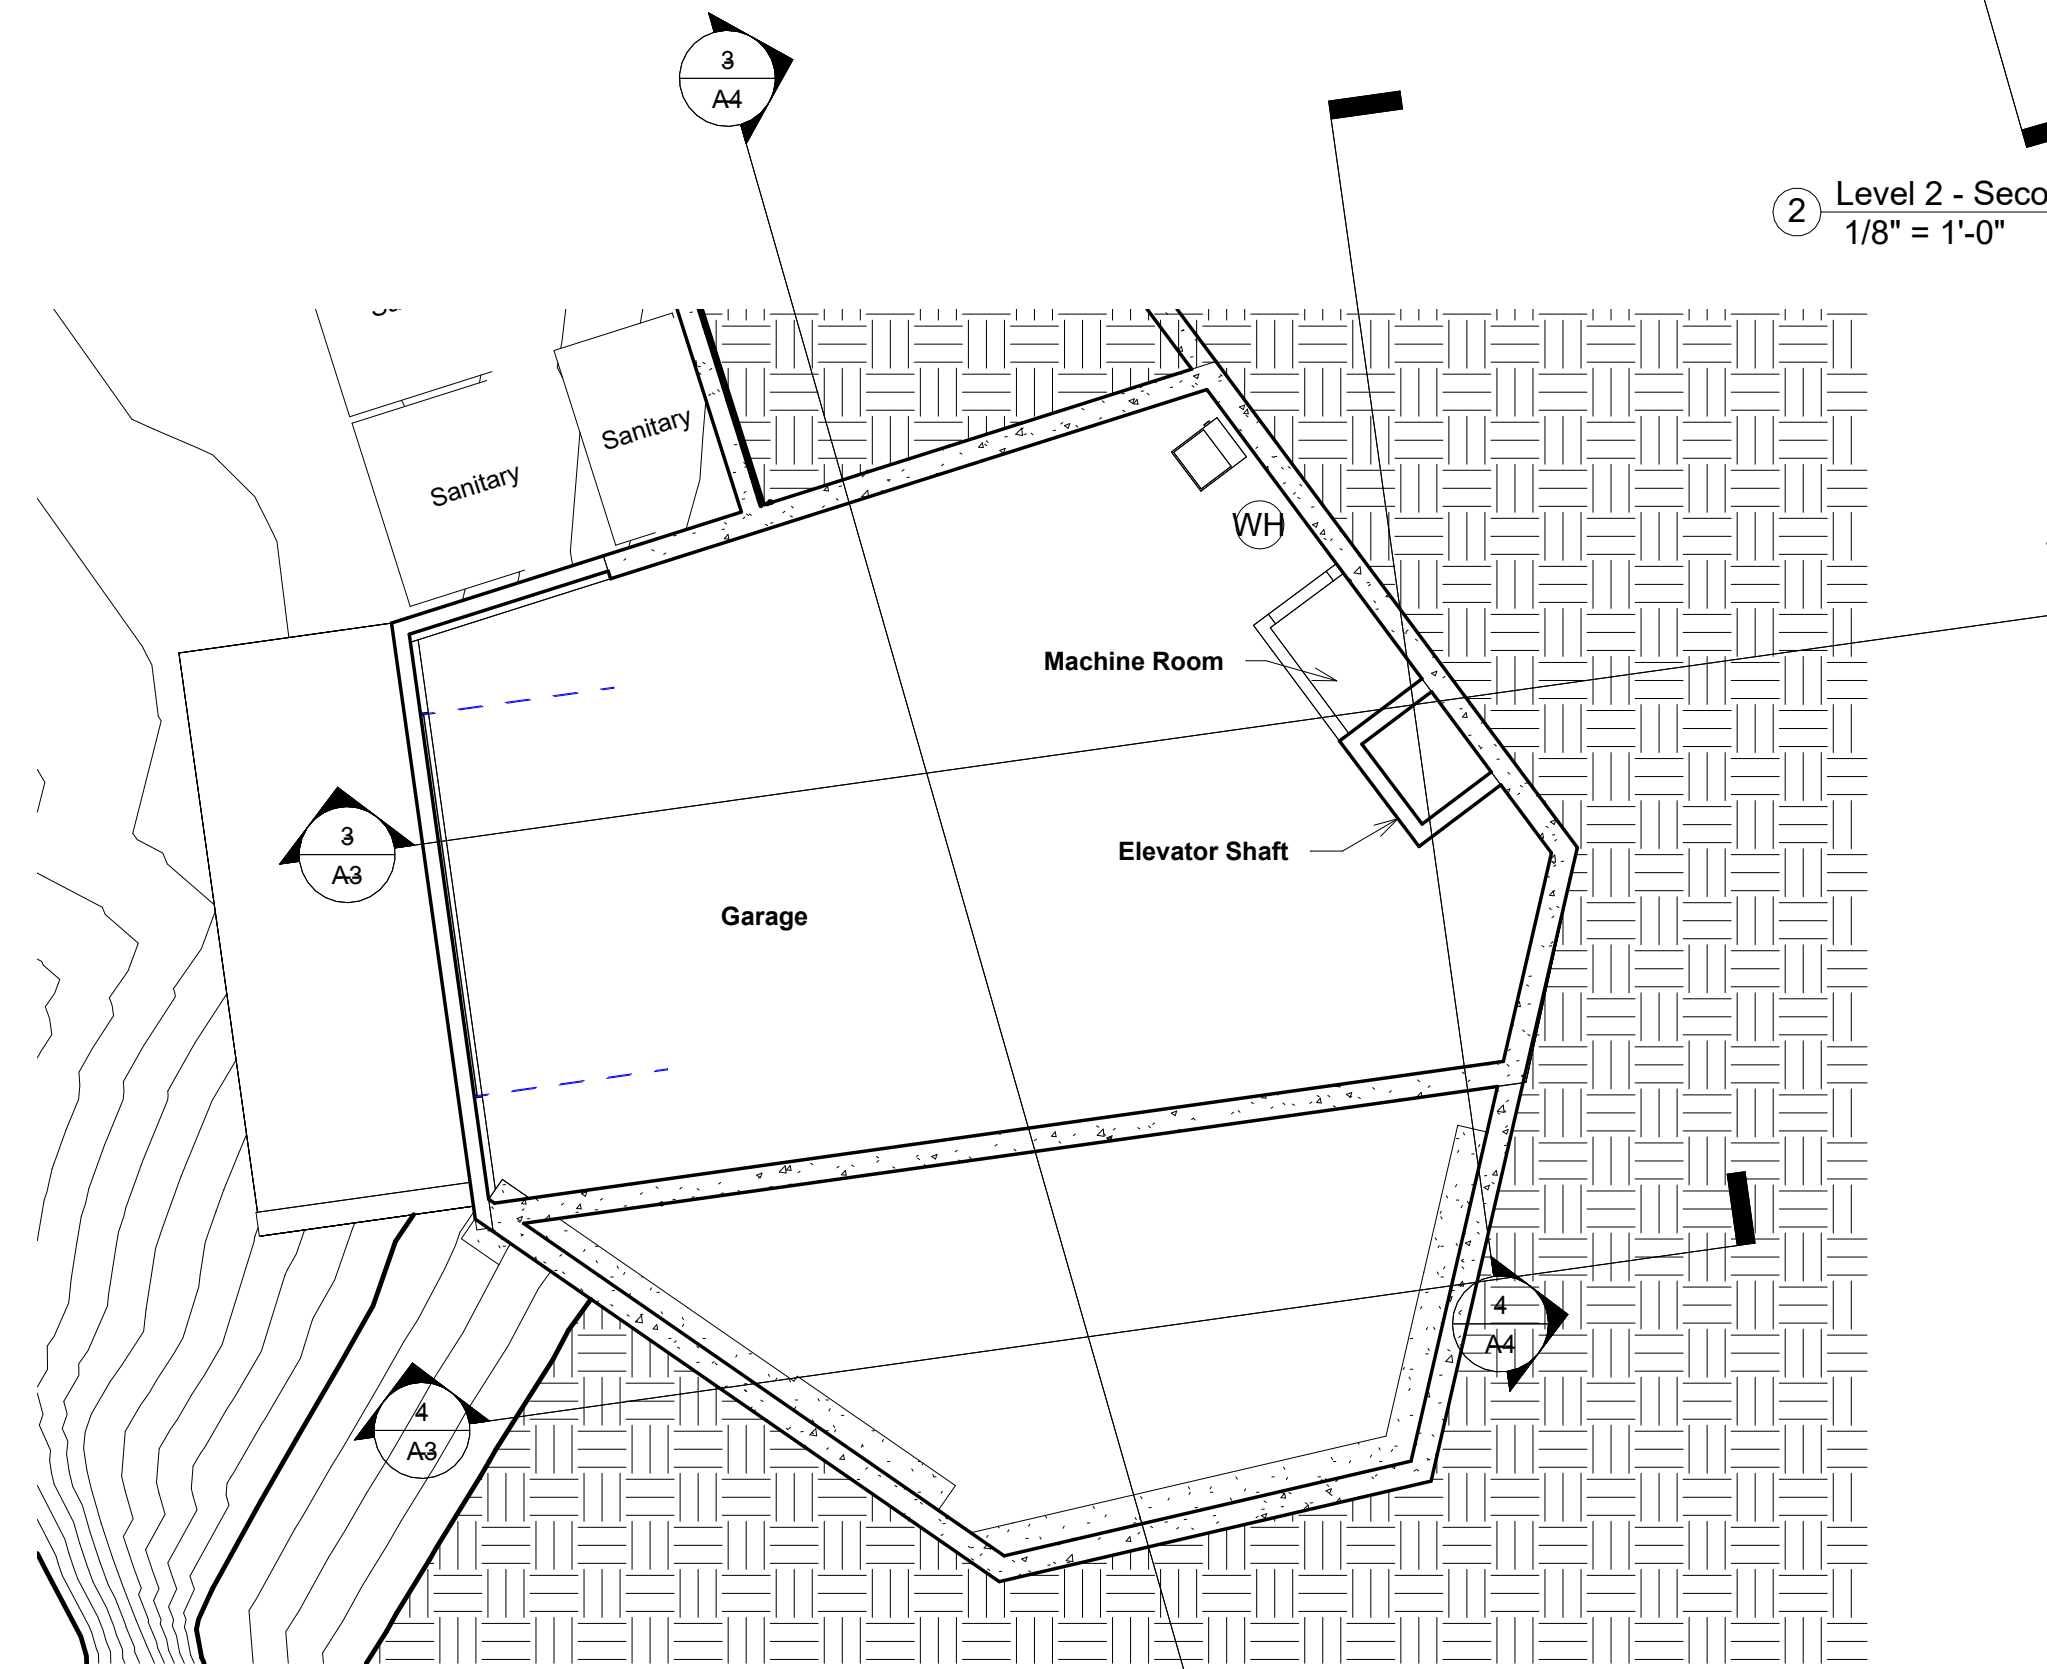 3
A4
2
Level 2 - Seco
1/8" = 1'-0"
Sanitary
Sanitary
WH
Machine Room
3
A3
Elevator Shaft
Garage
4
A4
4
A3